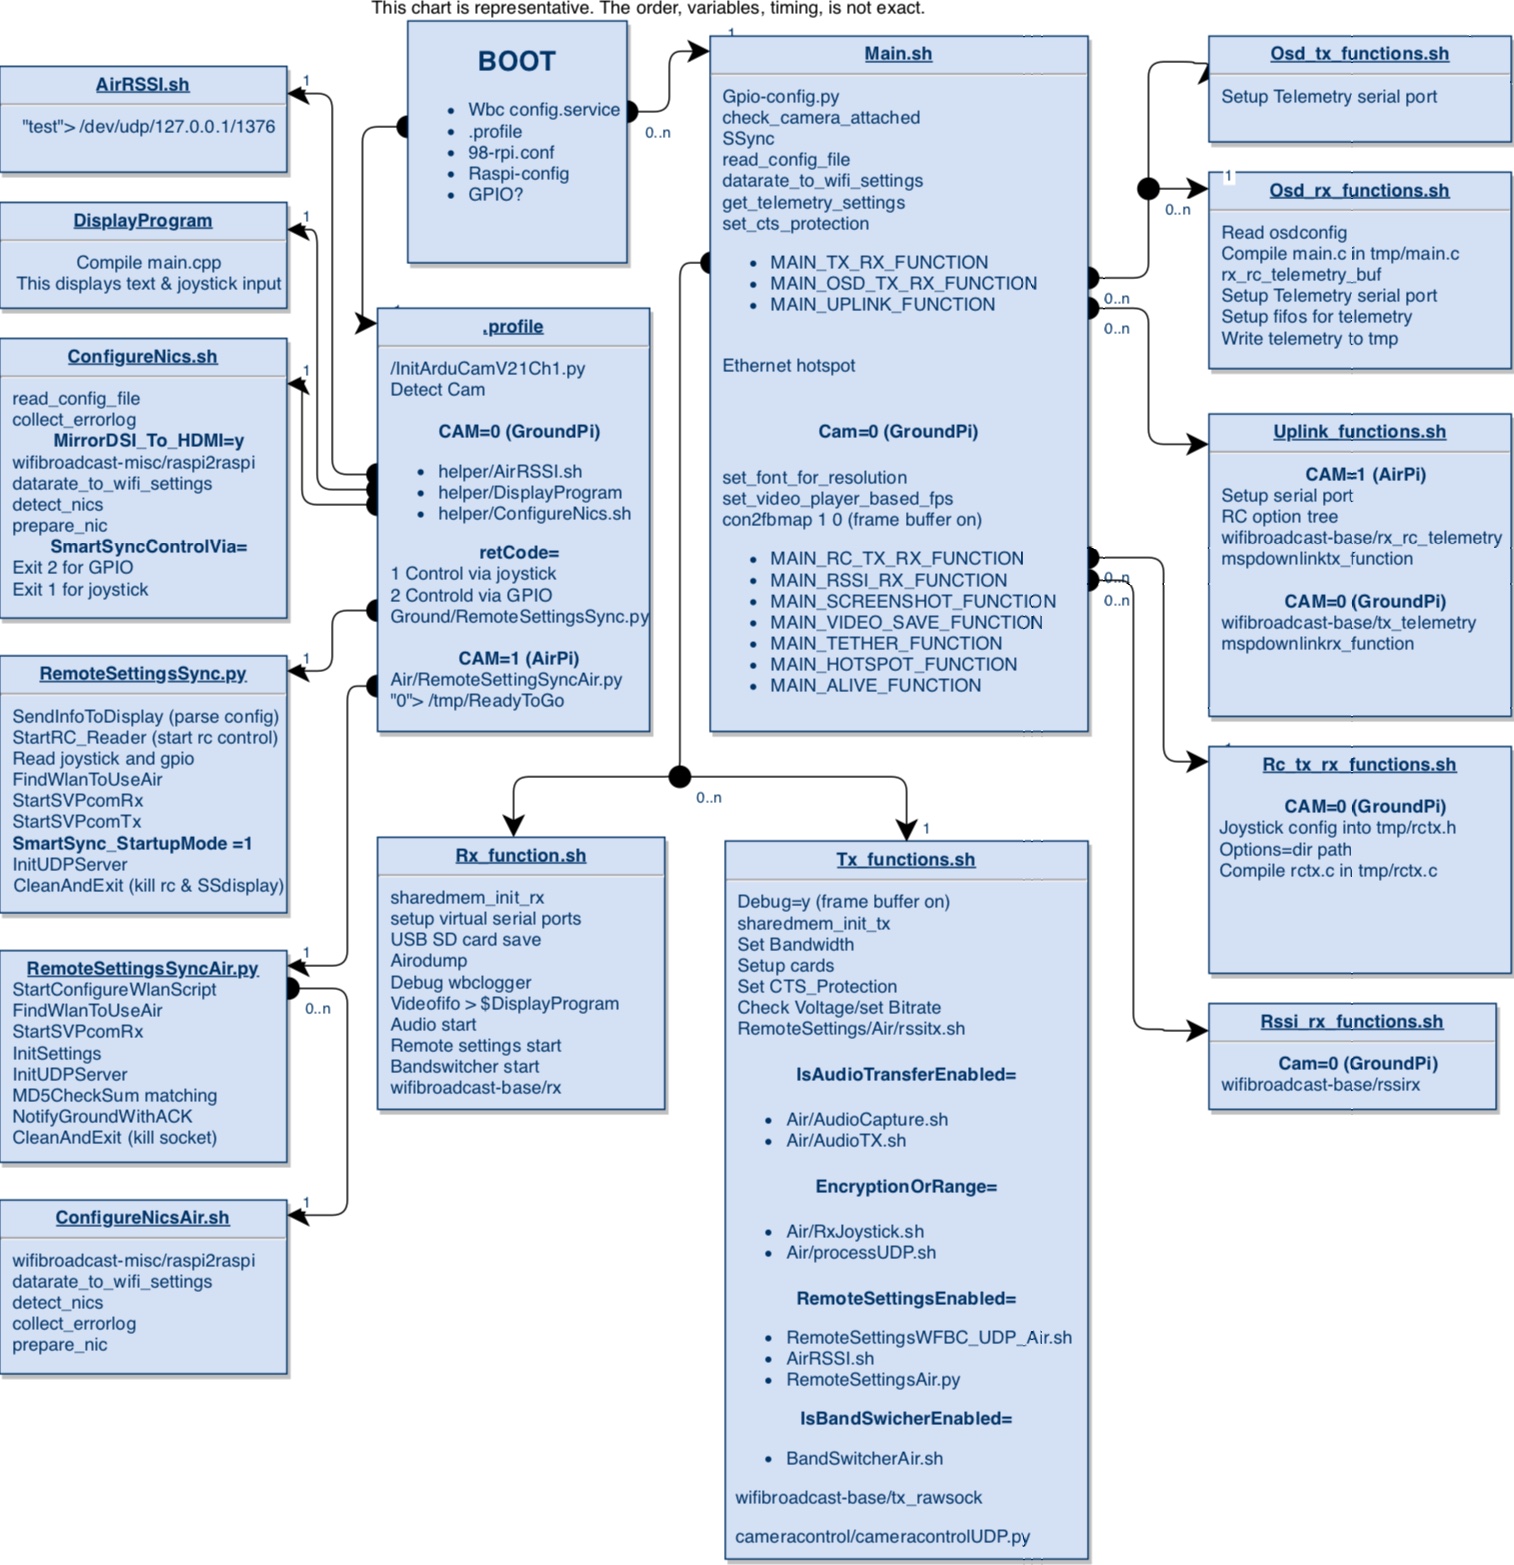 This chart is representative. The order, variables, timing, is not exact.
BOOT
• Wbc config.service
• .profile
• 98-rpi.conf
• Raspi-config
• GPIO?
0..n
1
Main.sh
Gpio-config.py
check_camera_attached
SSync
read_config_file
datarate_to_wifi_settings
get_telemetry_settings
set_cts_protection
• MAIN_TX_RX_FUNCTION
• MAIN_OSD_TX_RX_FUNCTION
• MAIN_UPLINK_FUNCTION
Ethernet hotspot
Cam=0 (GroundPi)
set_font_for_resolution
set_video_player_based_fps
con2fbmap 1 0 (frame buffer on)
• MAIN_RC_TX_RX_FUNCTION
• MAIN_RSSI_RX_FUNCTION
• MAIN_SCREENSHOT_FUNCTION
• MAIN_VIDEO_SAVE_FUNCTION
• MAIN_TETHER_FUNCTION
• MAIN_HOTSPOT_FUNCTION
• MAIN_ALIVE_FUNCTION
0..n
0..n
0..n
0..n
AirRSSI.sh
1
"test"> /dev/udp/127.0.0.1/1376
DisplayProgram
1
Compile main.cpp
This displays text & joystick input
ConfigureNics.sh
1
read_config_file
collect_errorlog
MirrorDSI_To_HDMI=y
wifibroadcast-misc/raspi2raspi
datarate_to_wifi_settings
detect_nics
prepare_nic
SmartSyncControlVia=
Exit 2 for GPIO
Exit 1 for joystick
RemoteSettingsSync.py
1
SendInfoToDisplay (parse config)
StartRC_Reader (start rc control)
Read joystick and gpio
FindWlanToUseAir
StartSVPcomRx
StartSVPcomTx
SmartSync_StartupMode =1
InitUDPServer
CleanAndExit (kill rc & SSdisplay)
RemoteSettingsSyncAir.py
1
StartConfigureWlanScript
FindWlanToUseAir
StartSVPcomRx
InitSettings
InitUDPServer
MD5CheckSum matching
NotifyGroundWithACK
CleanAndExit (kill socket)
0..n
ConfigureNicsAir.sh
1
wifibroadcast-misc/raspi2raspi
datarate_to_wifi_settings
detect_nics
collect_errorlog
prepare_nic
.profile
/InitArduCamV21Ch1.py
Detect Cam
CAM=0 (GroundPi)
• helper/AirRSSI.sh
• helper/DisplayProgram
• helper/ConfigureNics.sh
retCode=
1 Control via joystick
2 Controld via GPIO
Ground/RemoteSettingsSync.py
CAM=1 (AirPi)
Air/RemoteSettingSyncAir.py
"0"> /tmp/ReadyToGo
0..n
Rx_function.sh
sharedmem_init_rx
setup virtual serial ports
USB SD card save
Airodump
Debug wbclogger
Videofifo > $DisplayProgram
Audio start
Remote settings start
Bandswitcher start
wifibroadcast-base/rx
1
Tx_functions.sh
Debug=y (frame buffer on)
sharedmem_init_tx
Set Bandwidth
Setup cards
Set CTS_Protection
Check Voltage/set Bitrate
RemoteSettings/Air/rssitx.sh
IsAudioTransferEnabled=
• Air/AudioCapture.sh
• Air/AudioTX.sh
EncryptionOrRange=
• Air/RxJoystick.sh
• Air/processUDP.sh
RemoteSettingsEnabled=
• RemoteSettingsWFBC_UDP_Air.sh
• AirRSSI.sh
• RemoteSettingsAir.py
IsBandSwicherEnabled=
• BandSwitcherAir.sh
wifibroadcast-base/tx_rawsock
cameracontrol/cameracontrolUDP.py
Osd_tx_functions.sh
Setup Telemetry serial port
0..n
1
Osd_rx_functions.sh
Read osdconfig
Compile main.c in tmp/main.c
rx_rc_telemetry_buf
Setup Telemetry serial port
Setup fifos for telemetry
Write telemetry to tmp
Uplink_functions.sh
CAM=1 (AirPi)
Setup serial port
RC option tree
wifibroadcast-base/rx_rc_telemetry
mspdownlinktx_function
CAM=0 (GroundPi)
wifibroadcast-base/tx_telemetry
mspdownlinkrx_function
Rc_tx_rx_functions.sh
CAM=0 (GroundPi)
Joystick config into tmp/rctx.h
Options=dir path
Compile rctx.c in tmp/rctx.c
Rssi_rx_functions.sh
Cam=0 (GroundPi)
wifibroadcast-base/rssirx